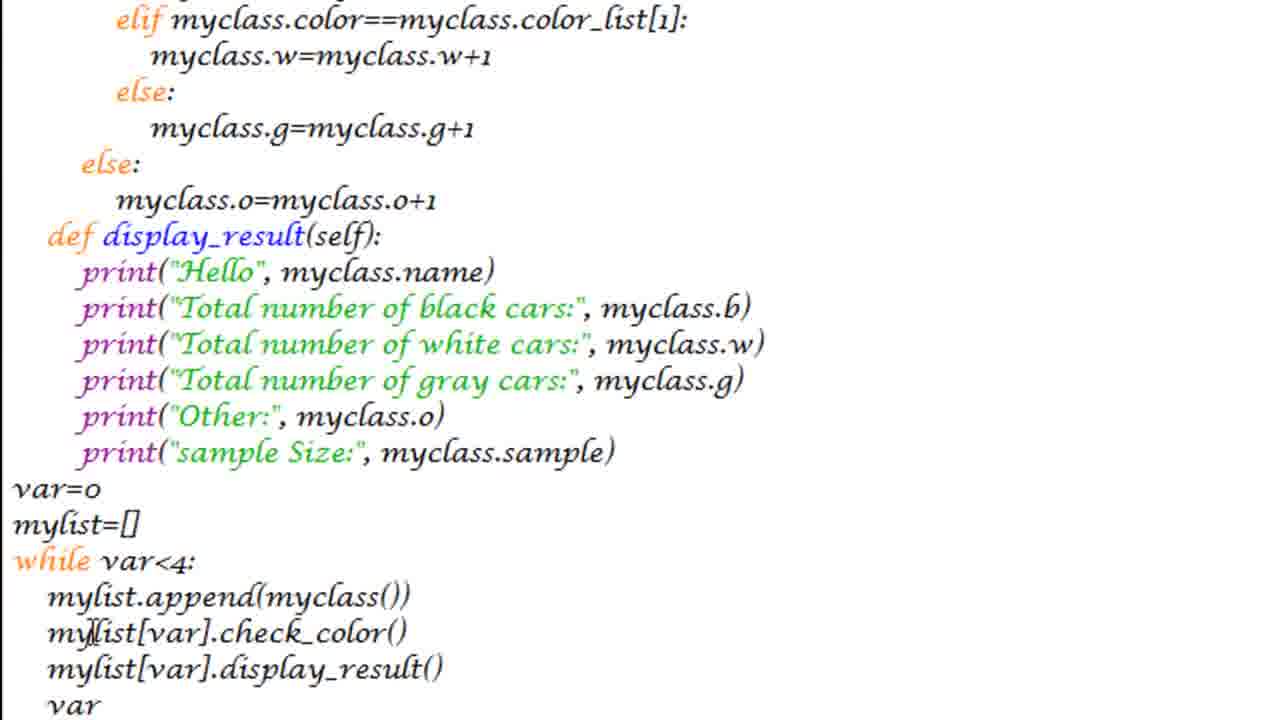 elif myclass.color==myclass.color_list[1]:
myclass.w=myclass.w+1
else:
myclass.g=myclass.g+1
else:
myclass.o=myclass.o+1
def display_result(self):
print("Hello", myclass.name)
print("Total number of black cars:", myclass.b)
print("Total number of white cars:", myclass.w)
print("Total number of gray cars:", myclass.g)
print("Other:", myclass.o)
print("sample Size:", myclass.sample)
var=0
mylist=[]
while var<4:
mylist.append(myclass())
mylist[var].check_color()
mylist[var].display_result()
var